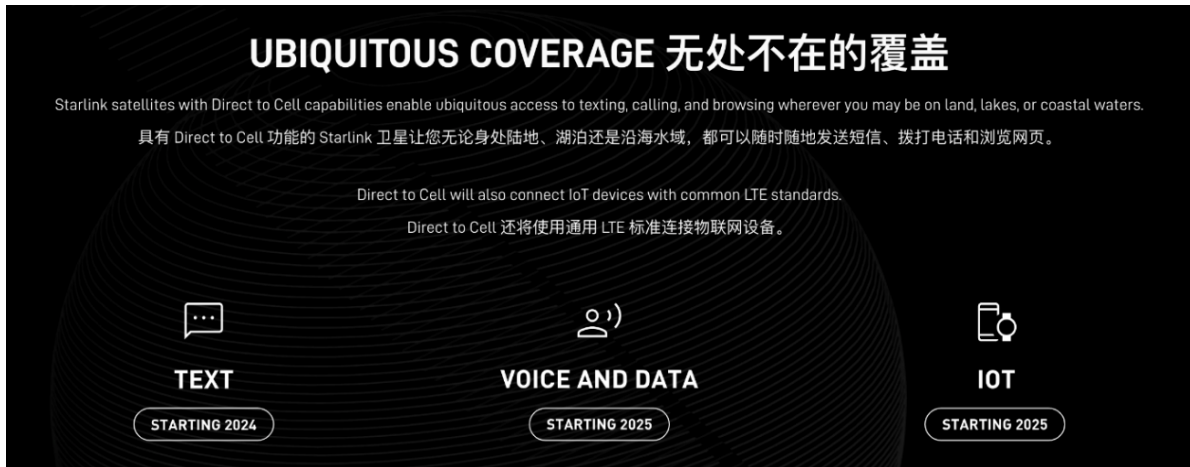 UBIQUITOUS COVERAGE 无处不在的覆盖
Starlink satellites with Direct to Cell capabilities enable ubiquitous access to texting, calling, and browsing wherever you may be on land, lakes, or coastal waters.
具有 Direct to Cell 功能的 Starlink 卫星让您无论身处陆地、湖泊还是沿海水域，都可以随时随地发送短信、拨打电话和浏览网页。
Direct to Cell will also connect IoT devices with common LTE standards.
Direct to Cell 还将使用通用 LTE 标准连接物联网设备。
TEXT
STARTING 2024
VOICE AND DATA
STARTING 2025
IOT
STARTING 2025